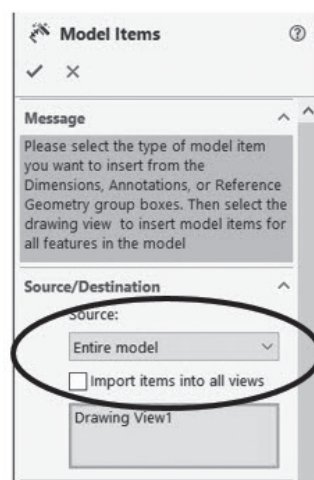 Model Items
Message
Please select the type of model item
you want to insert from the
Dimensions, Annotations, or Reference
Geometry group boxes. Then select the
drawing view to insert model items for
all features in the model
Source/Destination
Source:
Entire model
Import items into all views
Drawing View1